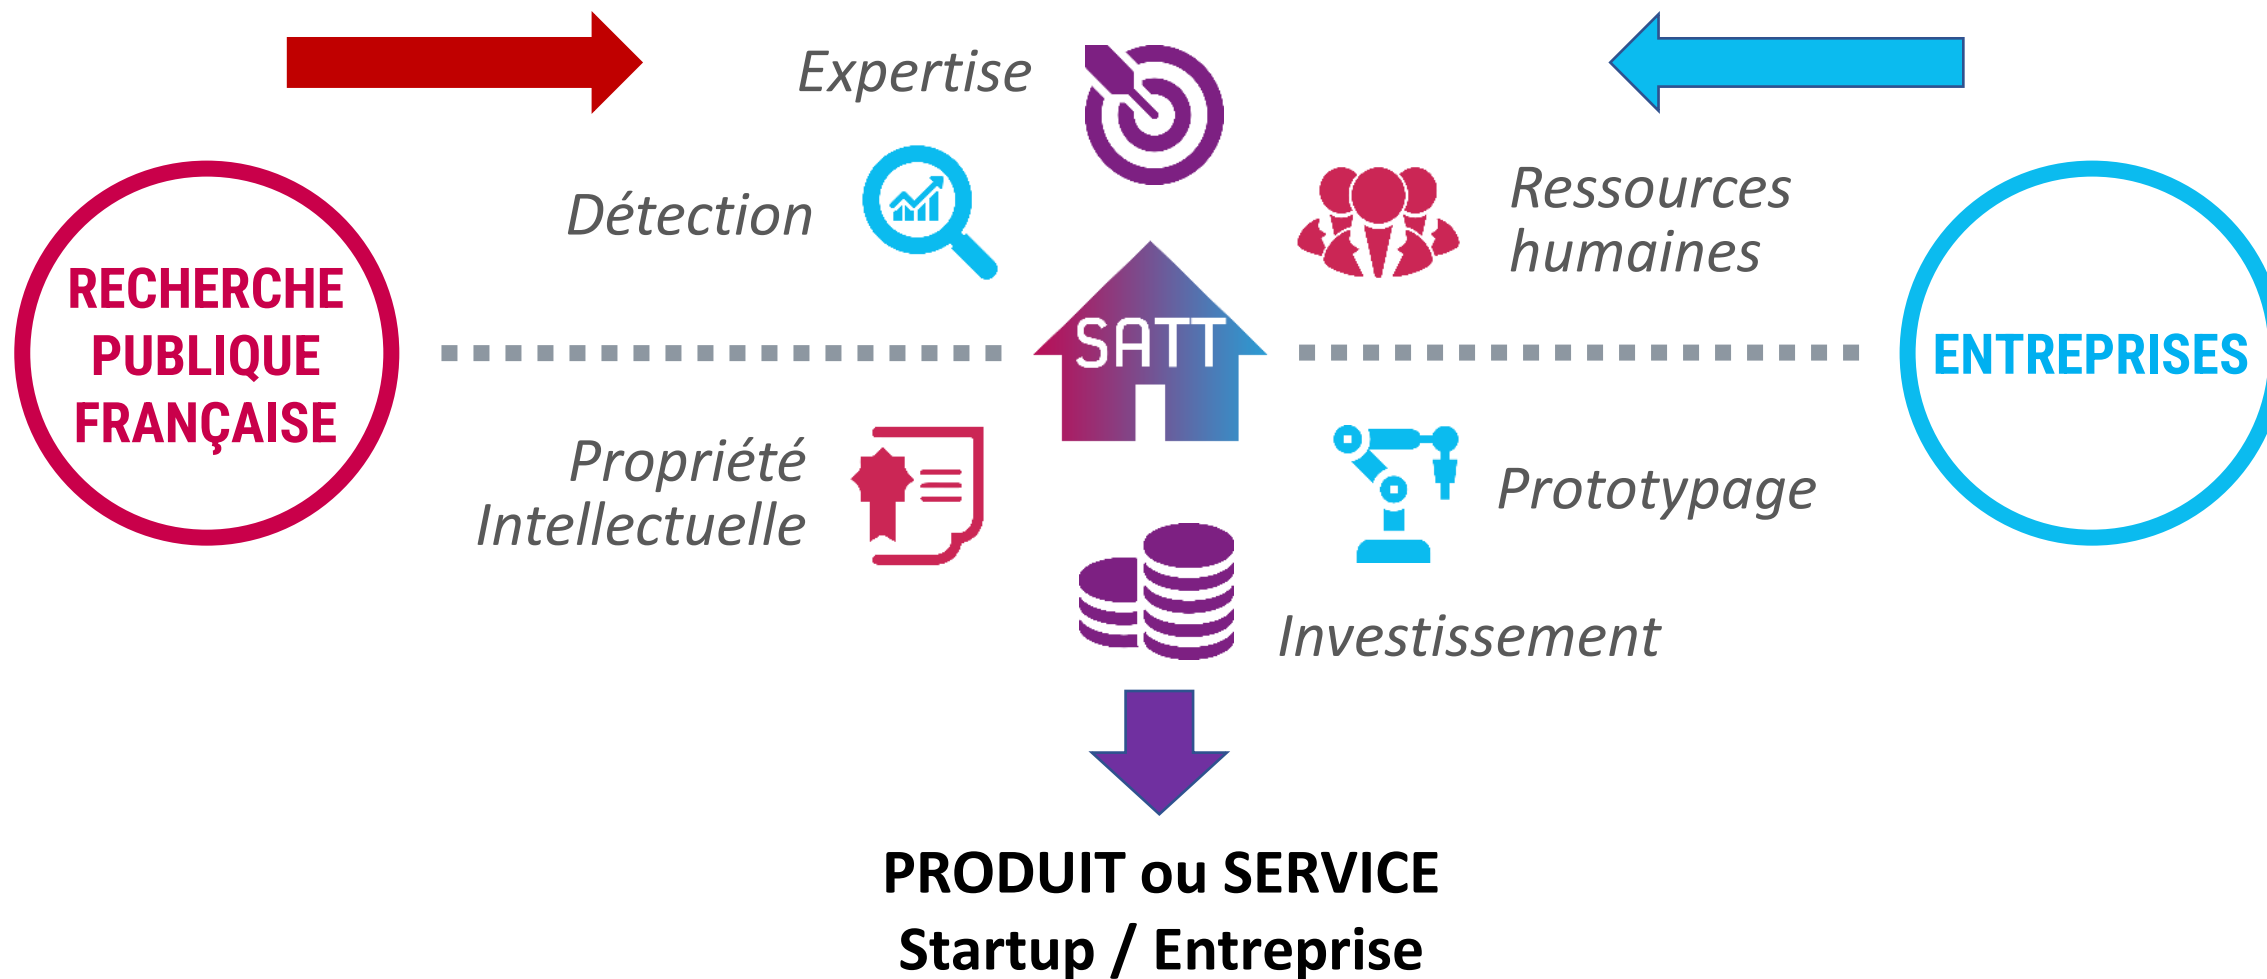 Expertise
Détection
Ressources
humaines
RECHERCHE
PUBLIQUE
FRANÇAISE
SATT
ENTREPRISES
Propriété
Intellectuelle
Prototypage
Investissement
PRODUIT ou SERVICE
Startup / Entreprise